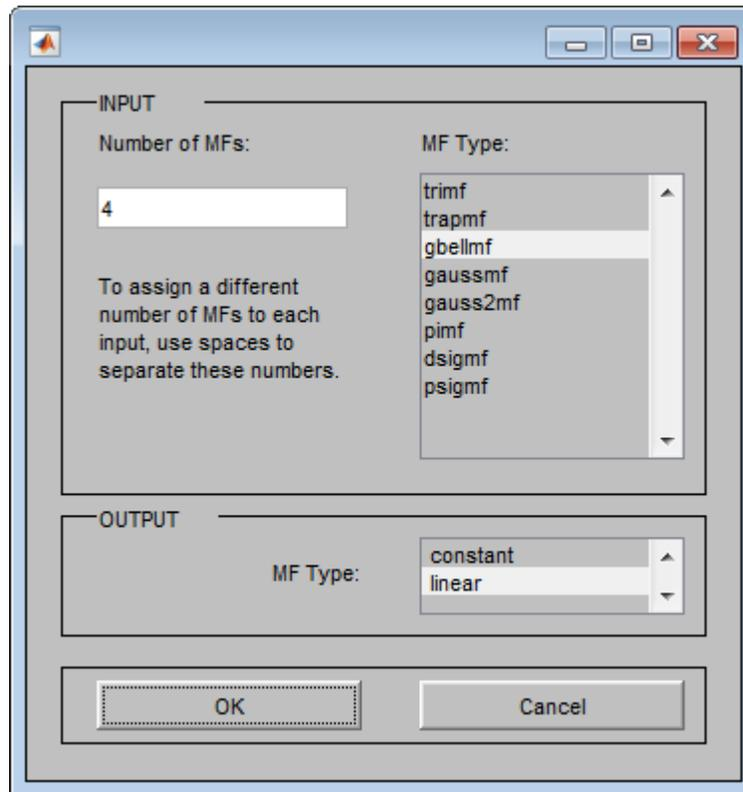 INPUT
Number of MFs:
4
To assign a different
number of MFs to each
input, use spaces to
separate these numbers.
MF Type:
trimf
trapmf
gbellmf
gaussmf
gauss2mf
pimf
dsigmf
psigmf
OUTPUT
MF Type:
constant
linear
OK
Cancel